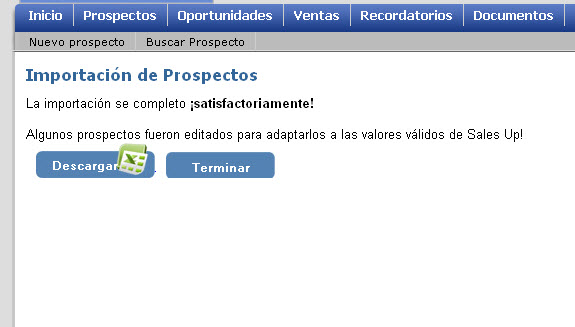 Inicio Prospectos Oportunidades Ventas Recordatorios Documentos
Nuevo prospecto Buscar Prospecto
Importación de Prospectos
La importación se completo ¡satisfactoriamente!
Algunos prospectos fueron editados para adaptarlos a las valores válidos de Sales Up!
Descargar Terminar